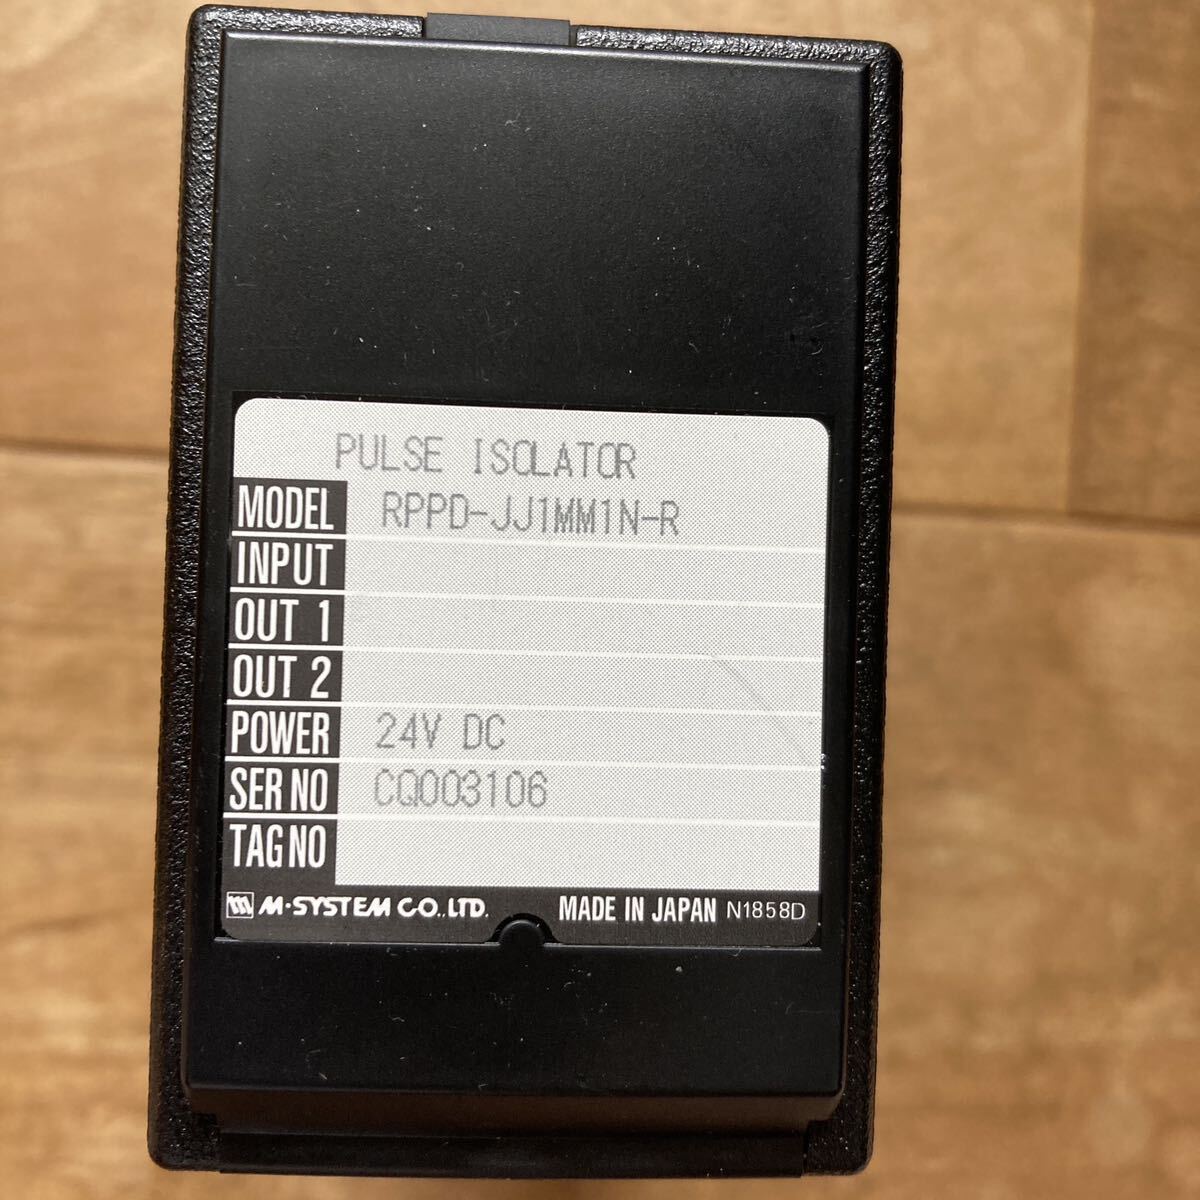 PULSE ISOLATOR
MODEL RPPD-JJ1MM1N-R
INPUT
OUT 1
OUT 2
POWER 24V DC
SER NO CQ003106
TAG NO
M-SYSTEM CO.,LTD. MADE IN JAPAN N1858D